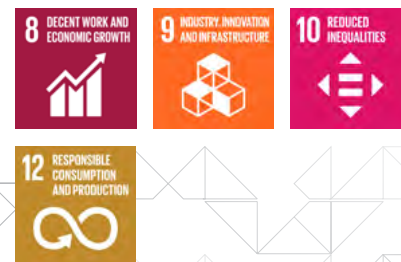 8 DECENT WORK AND
ECONOMIC GROWTH
9 INDUSTRY, INNOVATION
AND INFRASTRUCTURE
10 REDUCED
INEQUALITIES
12 RESPONSIBLE
CONSUMPTION
AND PRODUCTION